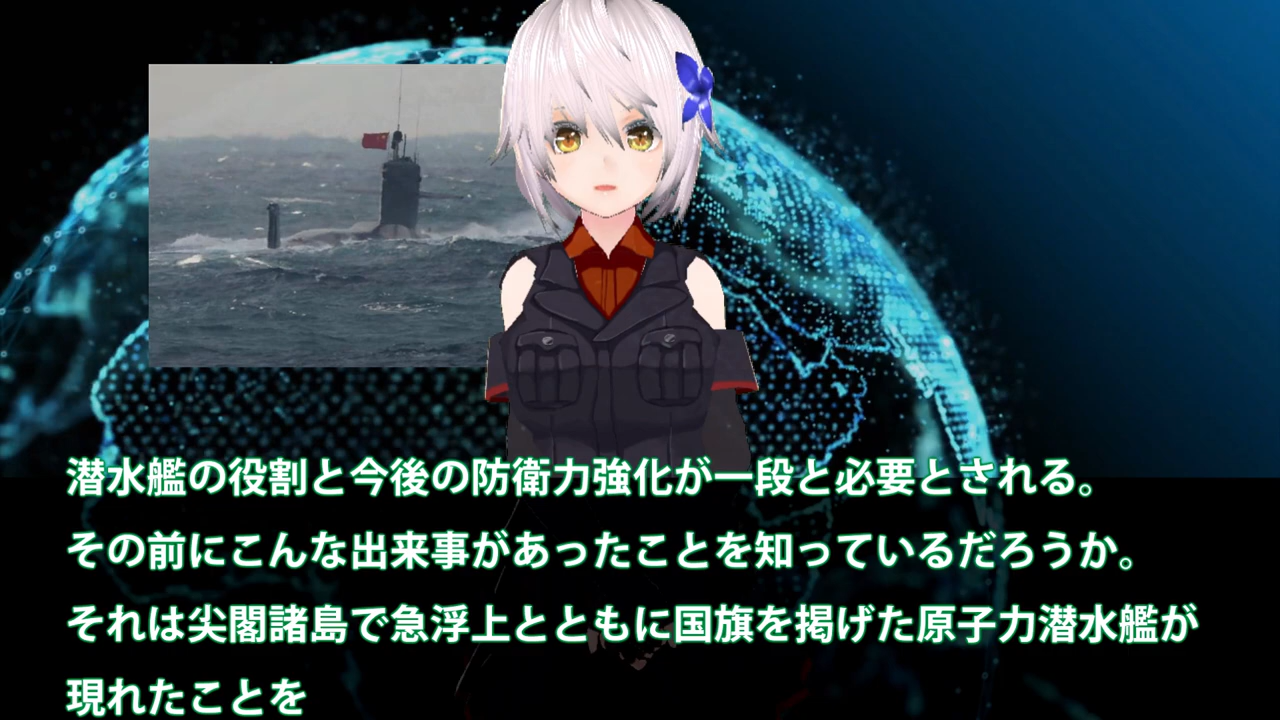 潜水艦の役割と今後の防衛力強化が一段と必要とされる。
その前にこんな出来事があったことを知っているだろうか。
それは尖閣諸島で急浮上とともに国旗を掲げた原子力潜水艦が
現れたことを